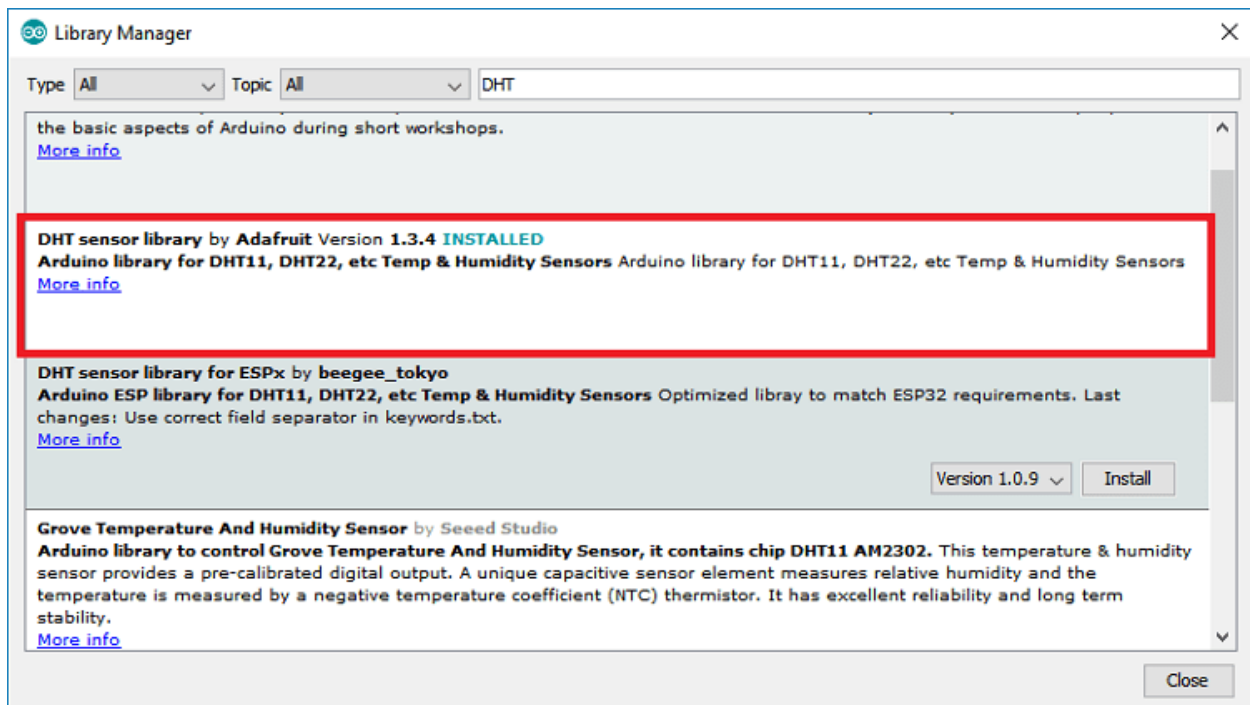 Library Manager
Type All Topic All DHT
the basic aspects of Arduino during short workshops.
More info
DHT sensor library by Adafruit Version 1.3.4 INSTALLED
Arduino library for DHT11, DHT22, etc Temp & Humidity Sensors Arduino library for DHT11, DHT22, etc Temp & Humidity Sensors
More info
DHT sensor library for ESPx by beegee_tokyo
Arduino ESP library for DHT11, DHT22, etc Temp & Humidity Sensors Optimized libray to match ESP32 requirements. Last
changes: Use correct field separator in keywords.txt.
More info
Version 1.0.9 Install
Grove Temperature And Humidity Sensor by Seeed Studio
Arduino library to control Grove Temperature And Humidity Sensor, it contains chip DHT11 AM2302. This temperature & humidity
sensor provides a pre-calibrated digital output. A unique capacitive sensor element measures relative humidity and the
temperature is measured by a negative temperature coefficient (NTC) thermistor. It has excellent reliability and long term
stability.
More info
Close